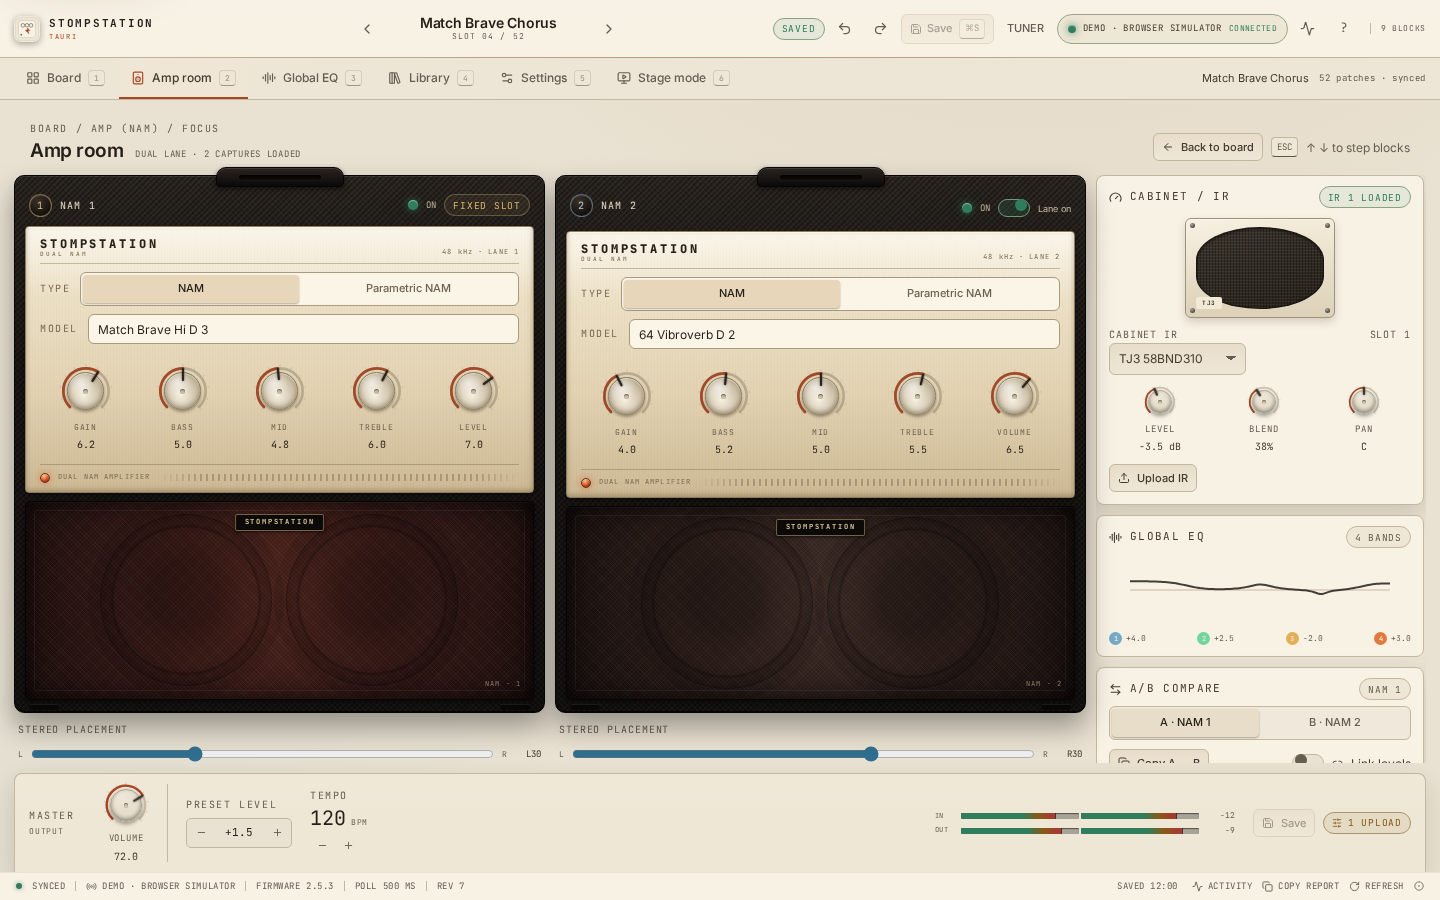 STOMPSTATION
TAURI
Match Brave Chorus
SLOT 04 / 52
SAVED
Save ⌘S
TUNER
DEMO · BROWSER SIMULATOR CONNECTED
?
9 BLOCKS
Board 1
Amp room 2
Global EQ 3
Library 4
Settings 5
Stage mode 6
Match Brave Chorus 52 patches · synced
BOARD / AMP (NAM) / FOCUS
Amp room DUAL LANE · 2 CAPTURES LOADED
← Back to board ESC ↑ ↓ to step blocks
1 NAM 1 ON FIXED SLOT
STOMPSTATION
DUAL NAM 48 kHz · LANE 1
TYPE NAM Parametric NAM
MODEL Match Brave Hi D 3
GAIN BASS MID TREBLE LEVEL
6.2 5.0 4.8 6.0 7.0
DUAL NAM AMPLIFIER
STOMPSTATION
NAM · 1
STEREO PLACEMENT
L R L30
2 NAM 2 ON Lane on
STOMPSTATION
DUAL NAM 48 kHz · LANE 2
TYPE NAM Parametric NAM
MODEL 64 Vibroverb D 2
GAIN BASS MID TREBLE VOLUME
4.0 5.2 5.0 5.5 6.5
DUAL NAM AMPLIFIER
STOMPSTATION
NAM · 2
STEREO PLACEMENT
L R R30
CABINET / IR IR 1 LOADED
TJ3
CABINET IR SLOT 1
TJ3 58BND310
LEVEL BLEND PAN
-3.5 dB 38% C
Upload IR
GLOBAL EQ 4 BANDS
1 +4.0 2 +2.5 3 -2.0 4 +3.0
A/B COMPARE NAM 1
A · NAM 1 B · NAM 2
MASTER
OUTPUT
VOLUME
72.0
PRESET LEVEL
− +1.5 +
TEMPO
120 BPM
− +
IN -12
OUT -9
Save
1 UPLOAD
SYNCED DEMO · BROWSER SIMULATOR FIRMWARE 2.5.3 POLL 500 MS REV 7
SAVED 12:00 ACTIVITY COPY REPORT REFRESH